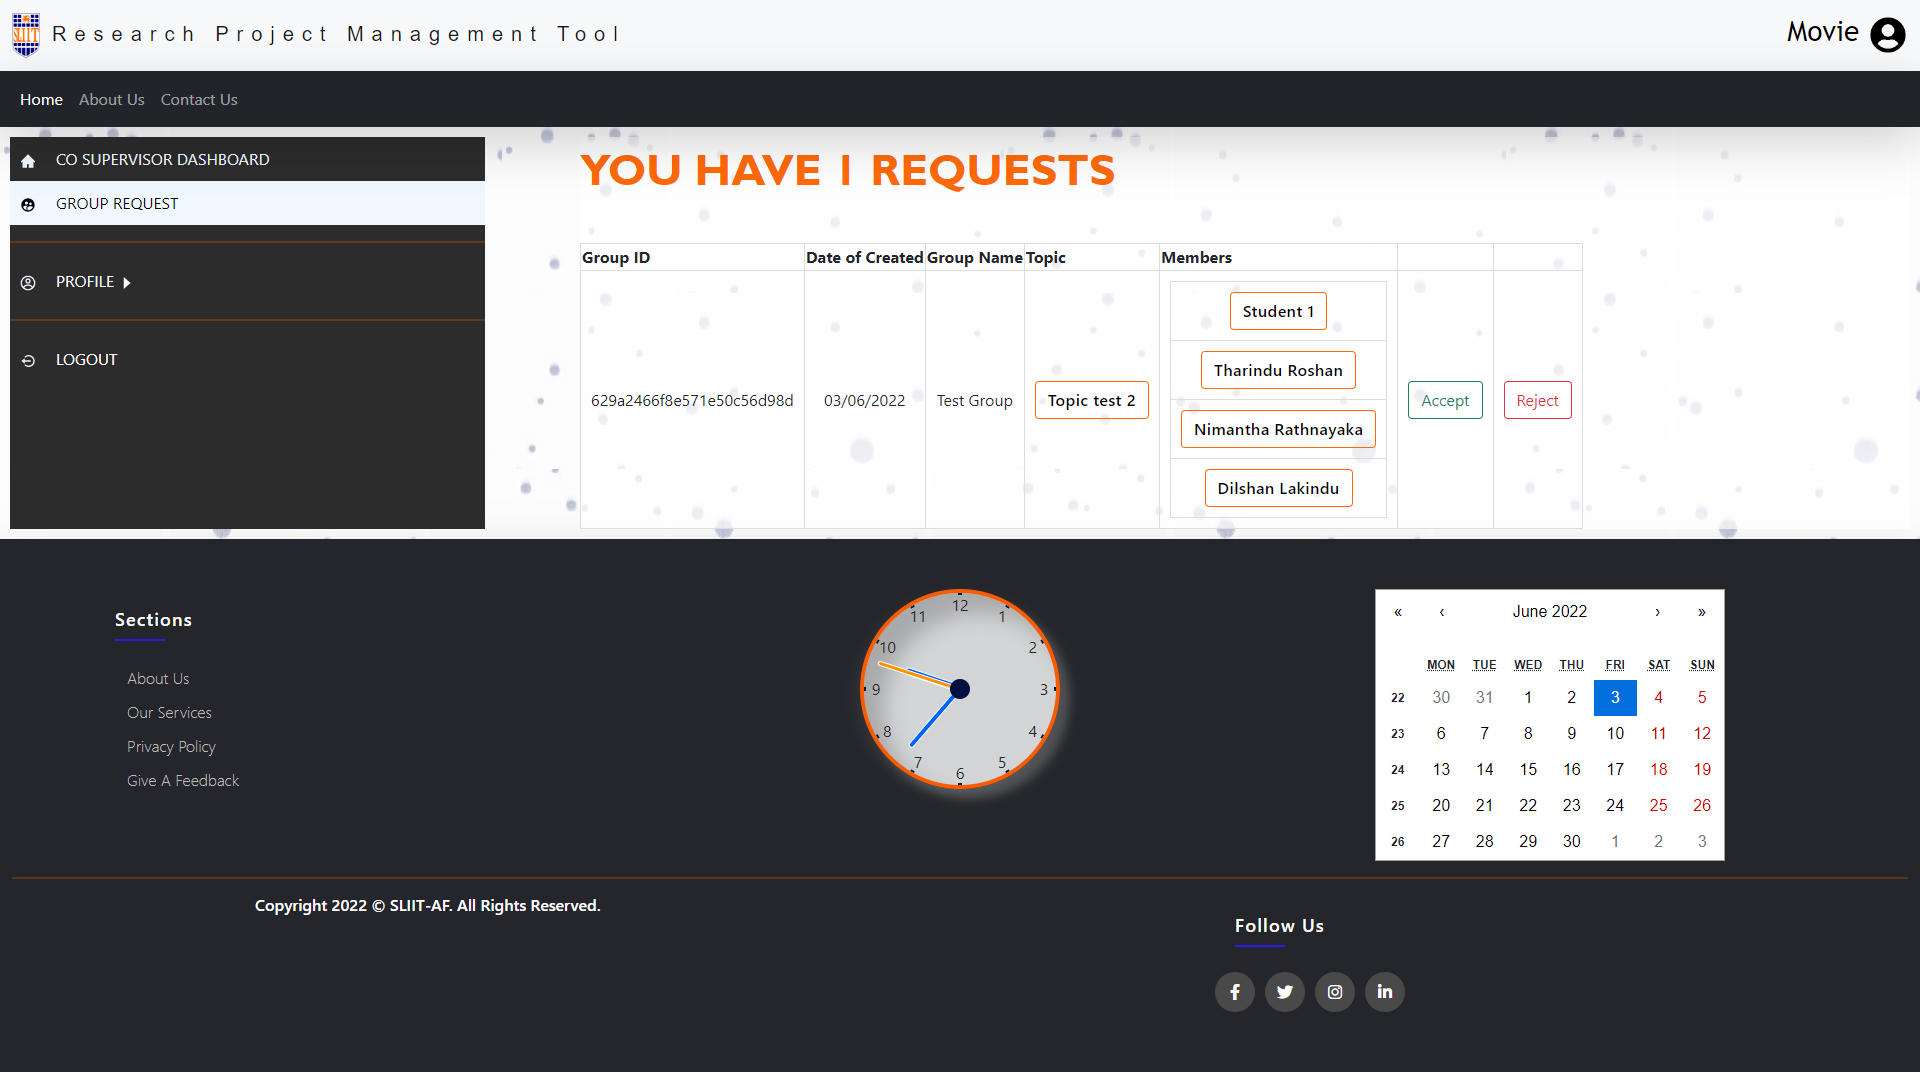 SLIIT
Research Project Management Tool
Movie
Home About Us Contact Us
CO SUPERVISOR DASHBOARD
GROUP REQUEST
PROFILE
LOGOUT
YOU HAVE 1 REQUESTS
Group ID Date of Created Group Name Topic Members
629a2466f8e571e50c56d98d 03/06/2022 Test Group Topic test 2
Student 1
Tharindu Roshan
Nimantha Rathnayaka
Dilshan Lakindu
Accept Reject
Sections
About Us
Our Services
Privacy Policy
Give A Feedback
12
1
2
3
4
5
6
7
8
9
10
11
« ‹ June 2022 › »
MON TUE WED THU FRI SAT SUN
22 30 31 1 2 3 4 5
23 6 7 8 9 10 11 12
24 13 14 15 16 17 18 19
25 20 21 22 23 24 25 26
26 27 28 29 30 1 2 3
Copyright 2022 © SLIIT-AF. All Rights Reserved.
Follow Us